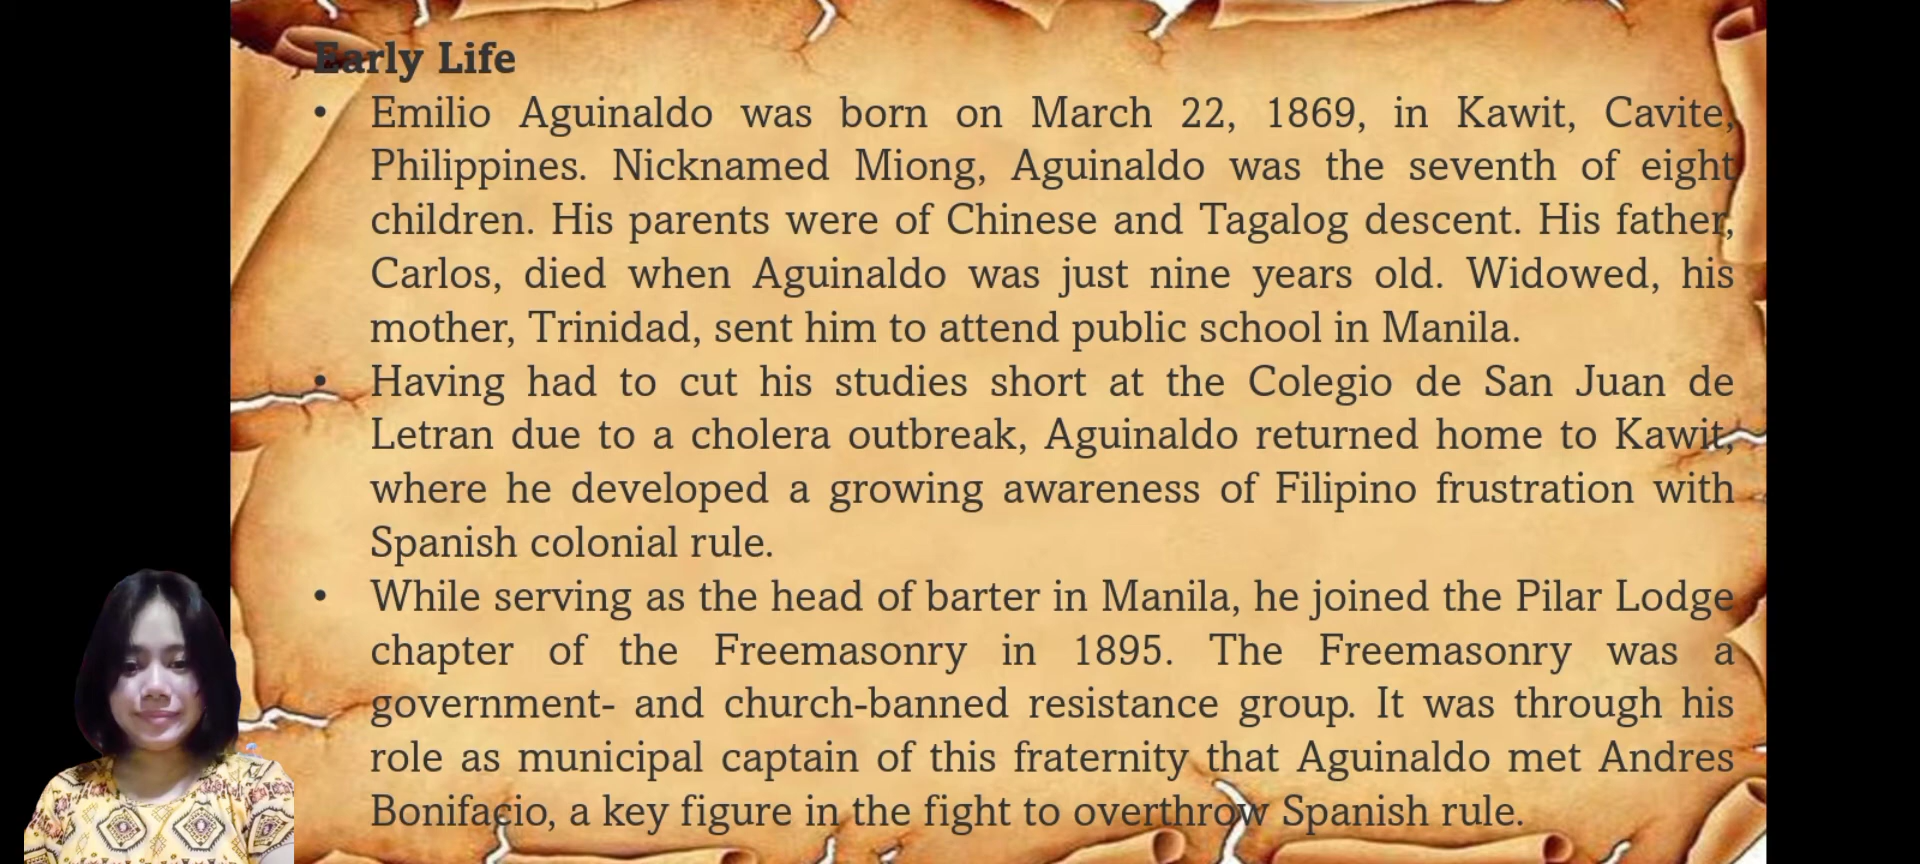 Early Life
• Emilio Aguinaldo was born on March 22, 1869, in Kawit, Cavite,
Philippines. Nicknamed Miong, Aguinaldo was the seventh of eight
children. His parents were of Chinese and Tagalog descent. His father,
Carlos, died when Aguinaldo was just nine years old. Widowed, his
mother, Trinidad, sent him to attend public school in Manila.
• Having had to cut his studies short at the Colegio de San Juan de
Letran due to a cholera outbreak, Aguinaldo returned home to Kawit,
where he developed a growing awareness of Filipino frustration with
Spanish colonial rule.
• While serving as the head of barter in Manila, he joined the Pilar Lodge
chapter of the Freemasonry in 1895. The Freemasonry was a
government- and church-banned resistance group. It was through his
role as municipal captain of this fraternity that Aguinaldo met Andres
Bonifacio, a key figure in the fight to overthrow Spanish rule.